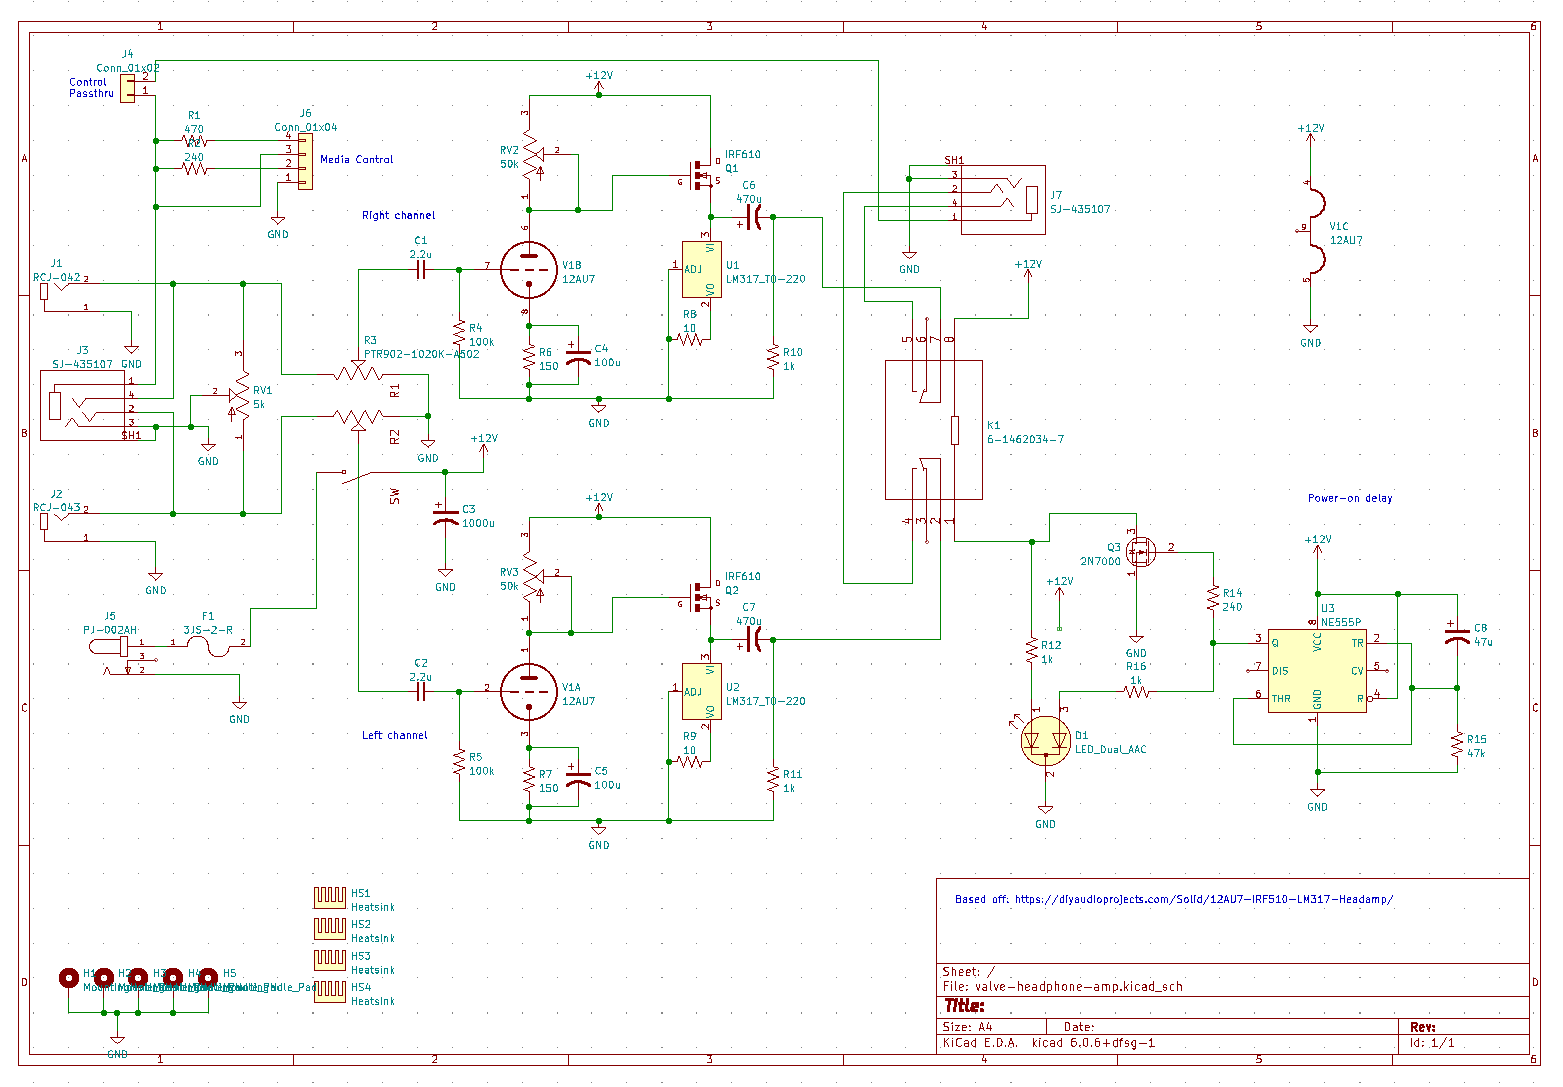 1 2 3 4 5 6
A
B
C
D
J4
Conn_01x02
Control
Passthru
2
1
R1
470
240
J6
Conn_01x04
4
3
2
1
Media Control
GND
Right channel
J1
RCJ-042
2
1
GND
J3
SJ-435107
1
4
2
3
SH1
GND
RV1
5k
3
2
1
J2
RCJ-043
2
1
GND
R3
PTR902-1020K-A502
R1
R2
SW
GND
+12V
C3
1000u
GND
J5
PJ-002AH
1
3
2
GND
F1
3JS-2-R
1
2
+12V
RV2
50k
3
2
1
IRF610
Q1
D
G
S
C1
2.2u
6
7
8
V1B
12AU7
R4
100k
R6
150
C4
100u
GND
C6
470u
U1
LM317_TO-220
ADJ
VI
VO
1
3
2
R8
10
R10
1k
+12V
RV3
50k
3
2
1
IRF610
Q2
D
G
S
C2
2.2u
1
2
3
V1A
12AU7
Left channel
R5
100k
R7
150
C5
100u
GND
C7
470u
U2
LM317_TO-220
ADJ
VI
VO
1
3
2
R9
10
R11
1k
SH1
3
2
4
1
J7
SJ-435107
GND
+12V
5 6 7 8
K1
6-1462034-7
4 3 2 1
+12V
4
9
5
V1C
12AU7
GND
Power-on delay
Q3
2N7000
3
2
1
GND
+12V
R12
1k
R16
1k
R14
240
D1
LED_Dual_AAC
1
3
2
GND
+12V
U3
NE555P
3
Q
7
DIS
6
THR
8
VCC
GND
1
TR
2
CV
5
R
4
C8
47u
R15
47k
GND
HS1
Heatsink
HS2
Heatsink
HS3
Heatsink
HS4
Heatsink
H1 H2 H3 H4 H5
GND
Based off: https://diyaudioprojects.com/Solid/12AU7-IRF510-LM317-Headamp/
Sheet: /
File: valve-headphone-amp.kicad_sch
Title:
Size: A4 Date: Rev:
KiCad E.D.A. kicad 6.0.6+dfsg-1 Id: 1/1
1 2 3 4 5 6